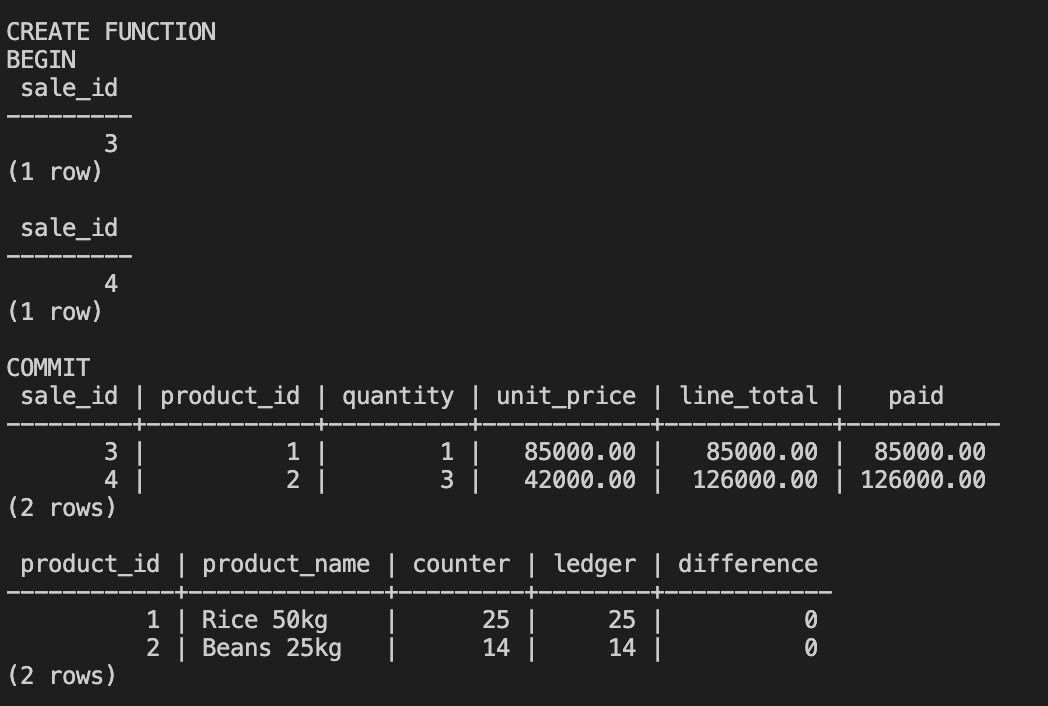 CREATE FUNCTION
BEGIN
 sale_id
---------
       3
(1 row)

 sale_id
---------
       4
(1 row)

COMMIT
 sale_id | product_id | quantity | unit_price | line_total |   paid
---------+------------+----------+------------+------------+-----------
       3 |          1 |        1 |   85000.00 |   85000.00 |  85000.00
       4 |          2 |        3 |   42000.00 |  126000.00 | 126000.00
(2 rows)

 product_id | product_name | counter | ledger | difference
------------+--------------+---------+--------+------------
          1 | Rice 50kg    |      25 |     25 |          0
          2 | Beans 25kg   |      14 |     14 |          0
(2 rows)